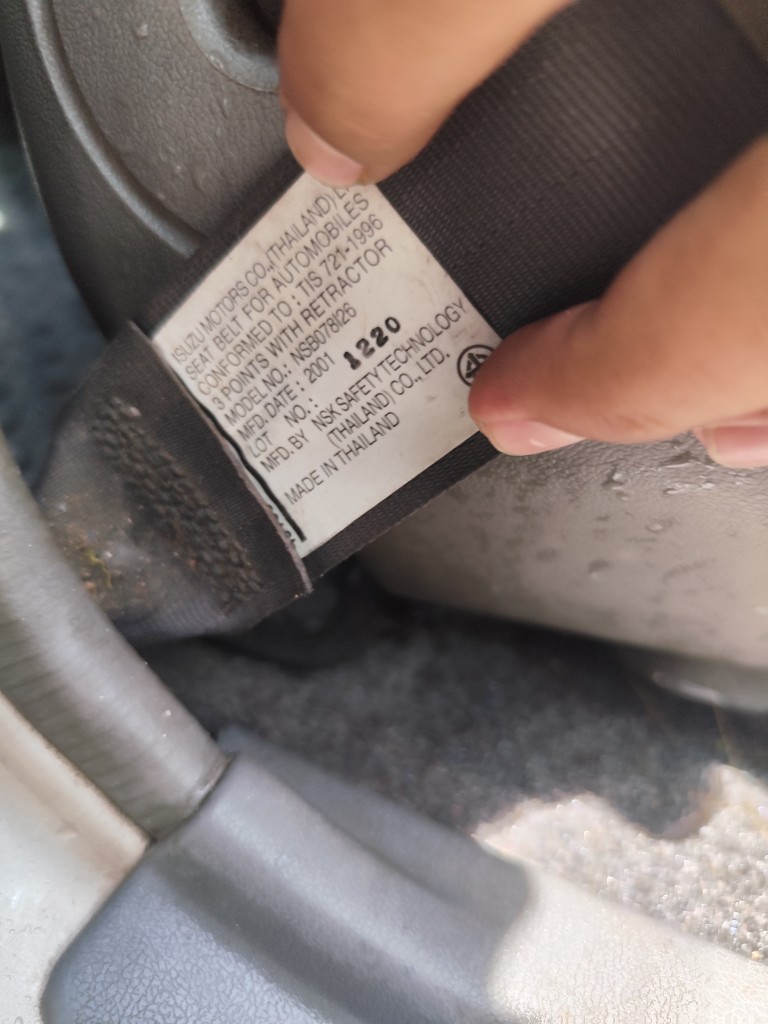 ISUZU MOTORS CO.,(THAILAND)
SEAT BELT FOR AUTOMOBILES
CONFORMED TO : TIS 721-1996
3 POINTS WITH RETRACTOR
MODEL NO.: NSB078I26
MFD. DATE : 2001 1220
LOT NO. :
MFD. BY NSK SAFETY TECHNOLOGY
(THAILAND) CO., LTD.
MADE IN THAILAND